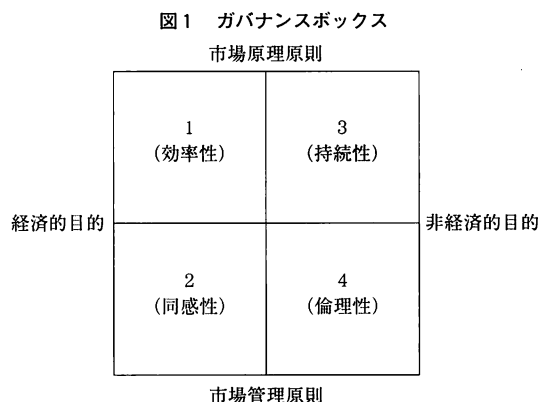 図1 ガバナンスボックス
市場原理原則
1
(効率性)
3
(持続性)
経済的目的
非経済的目的
2
(同感性)
4
(倫理性)
市場管理原則